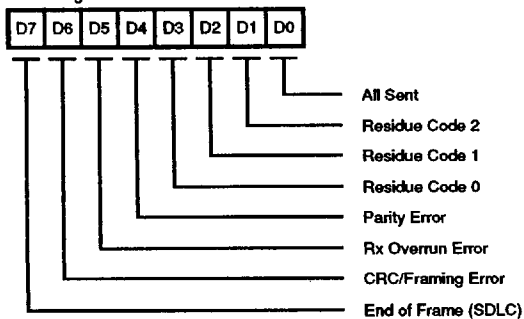 D7 D6 D5 D4 D3 D2 D1 D0
All Sent
Residue Code 2
Residue Code 1
Residue Code 0
Parity Error
Rx Overrun Error
CRC/Framing Error
End of Frame (SDLC)